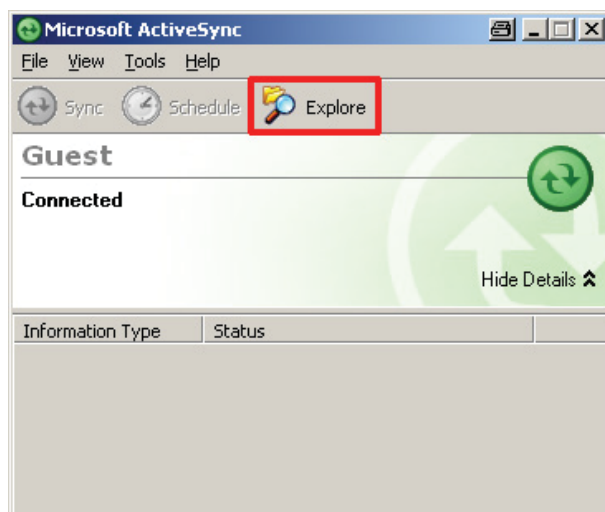 Microsoft ActiveSync
File View Tools Help
Sync Schedule Explore
Guest
Connected
Hide Details
Information Type Status